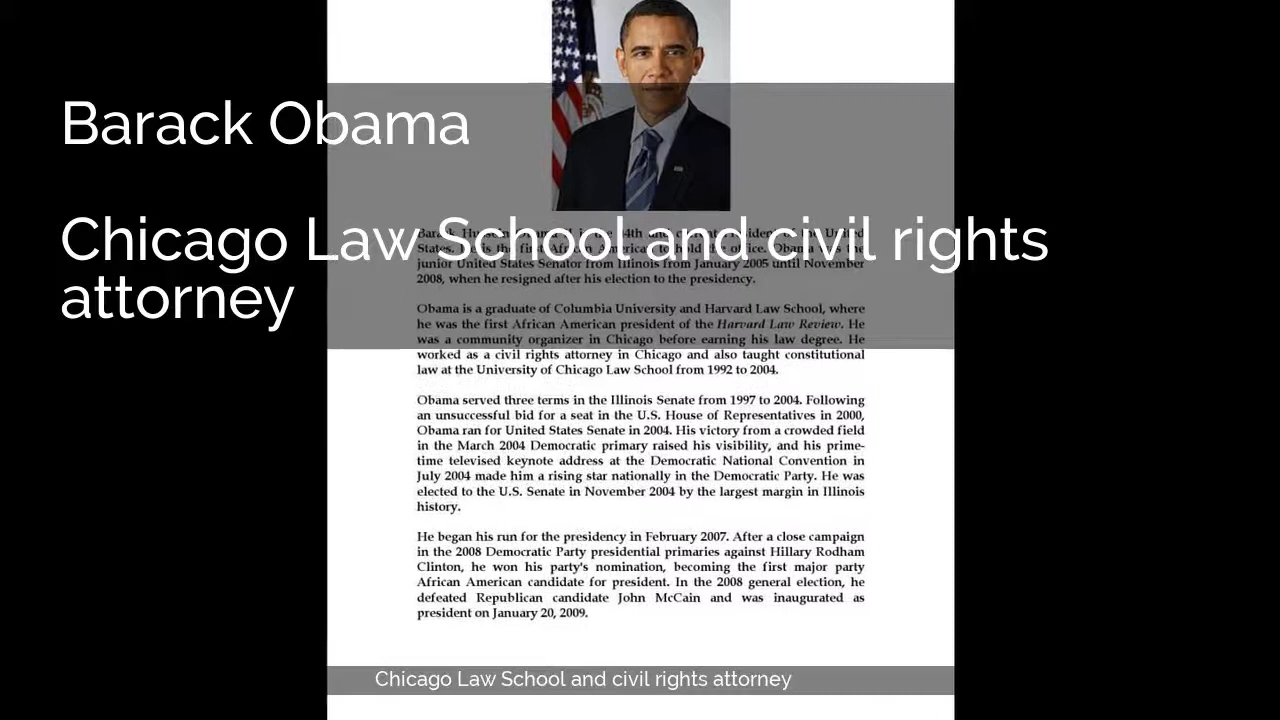 Barack Obama
Chicago Law School and civil rights
attorney
junior United States Senator from Illinois from January 2005 until November
2008, when he resigned after his election to the presidency.
Obama is a graduate of Columbia University and Harvard Law School, where
he was the first African American president of the Harvard Law Review. He
was a community organizer in Chicago before earning his law degree. He
worked as a civil rights attorney in Chicago and also taught constitutional
law at the University of Chicago Law School from 1992 to 2004.
Obama served three terms in the Illinois Senate from 1997 to 2004. Following
an unsuccessful bid for a seat in the U.S. House of Representatives in 2000,
Obama ran for United States Senate in 2004. His victory from a crowded field
in the March 2004 Democratic primary raised his visibility, and his prime-
time televised keynote address at the Democratic National Convention in
July 2004 made him a rising star nationally in the Democratic Party. He was
elected to the U.S. Senate in November 2004 by the largest margin in Illinois
history.
He began his run for the presidency in February 2007. After a close campaign
in the 2008 Democratic Party presidential primaries against Hillary Rodham
Clinton, he won his party's nomination, becoming the first major party
African American candidate for president. In the 2008 general election, he
defeated Republican candidate John McCain and was inaugurated as
president on January 20, 2009.
Chicago Law School and civil rights attorney